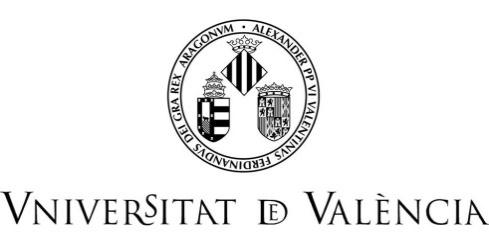 ALEXANDER PP VI VALENTINVS FERDINANDVS DEI GRA REX ARAGONVM
VNIVERSITAT DE VALÈNCIA